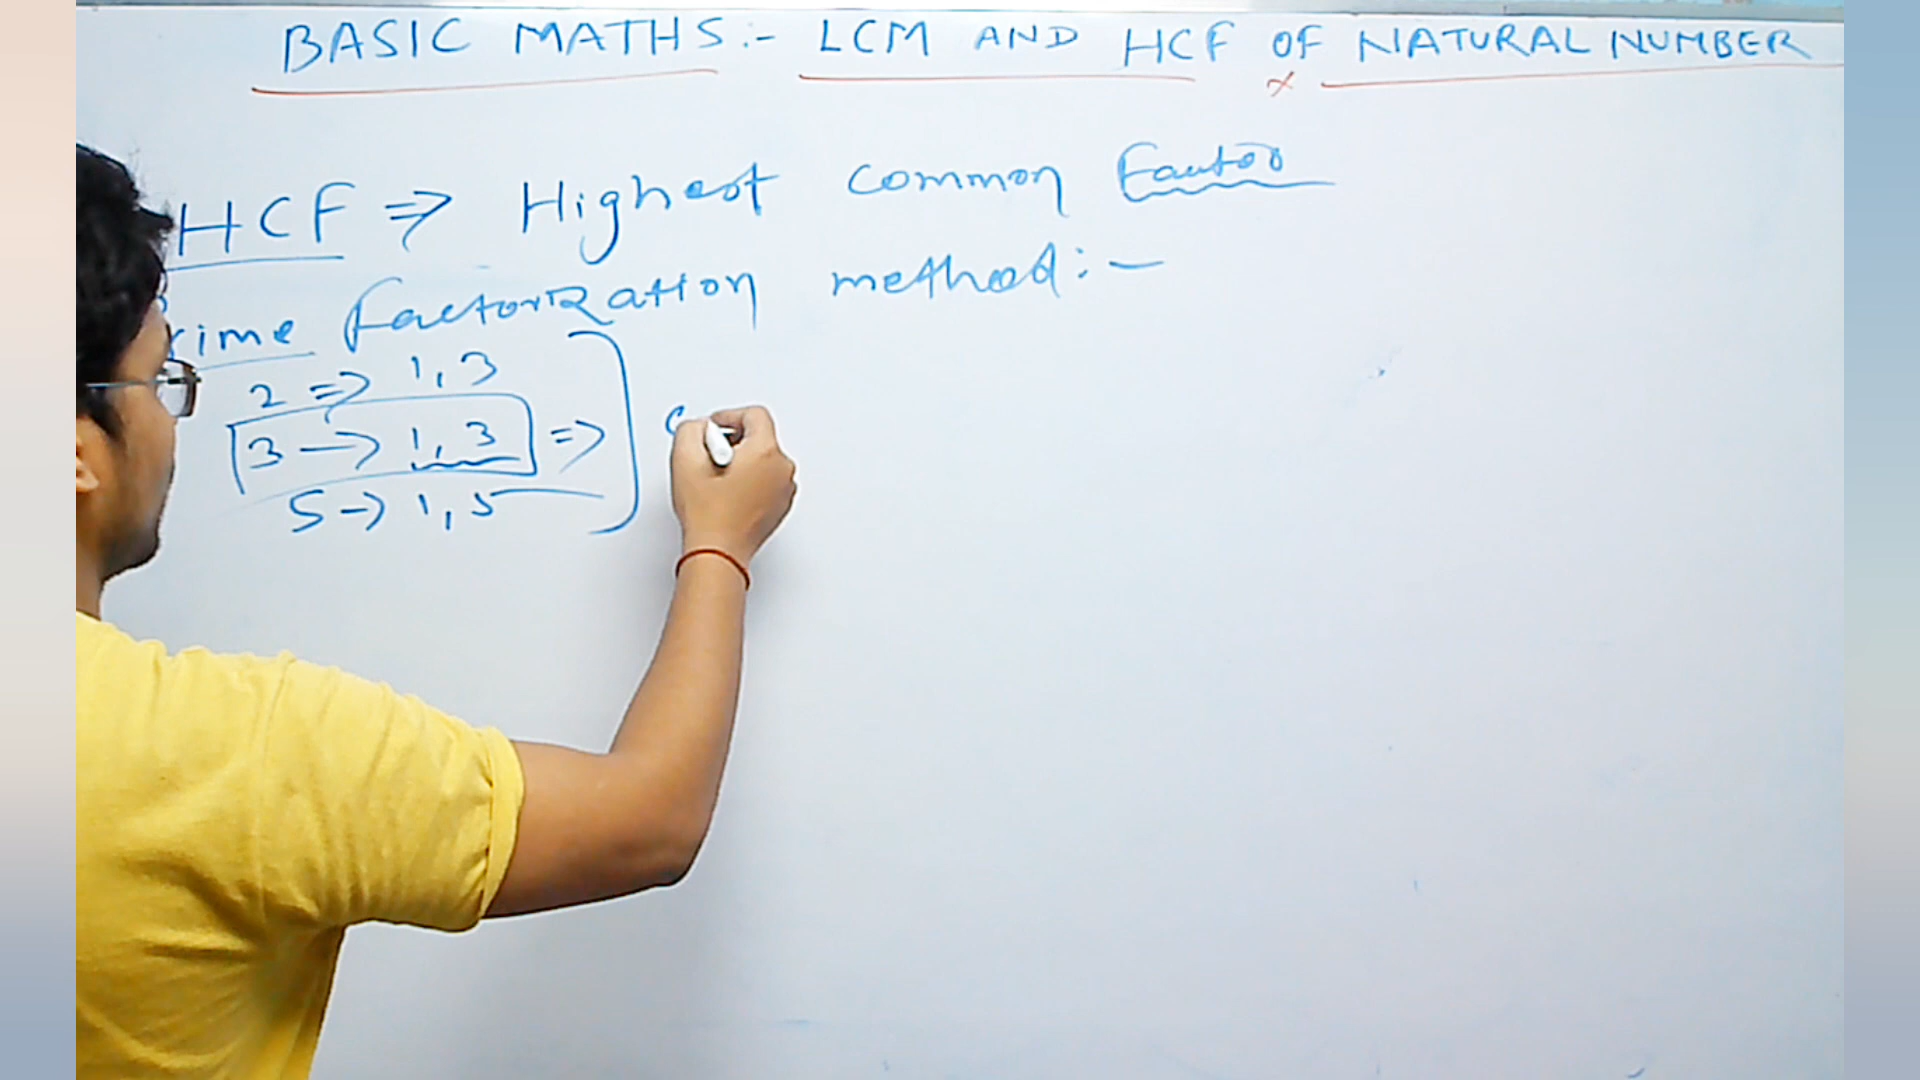 BASIC MATHS:- LCM AND HCF OF NATURAL NUMBER
HCF ⇒ Highest common Factor
rime Factorization method:-
2 ⇒ 1, 3
3 → 1, 3 ⇒
5 → 1, 5